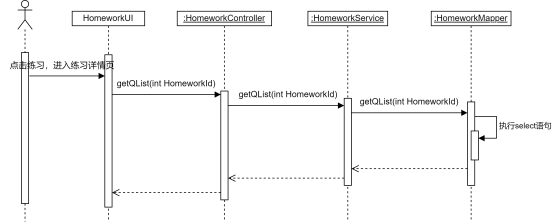 HomeworkUI
:HomeworkController
:HomeworkService
:HomeworkMapper
点击练习，进入练习详情页
getQList(int HomeworkId)
getQList(int HomeworkId)
getQList(int HomeworkId)
执行select语句